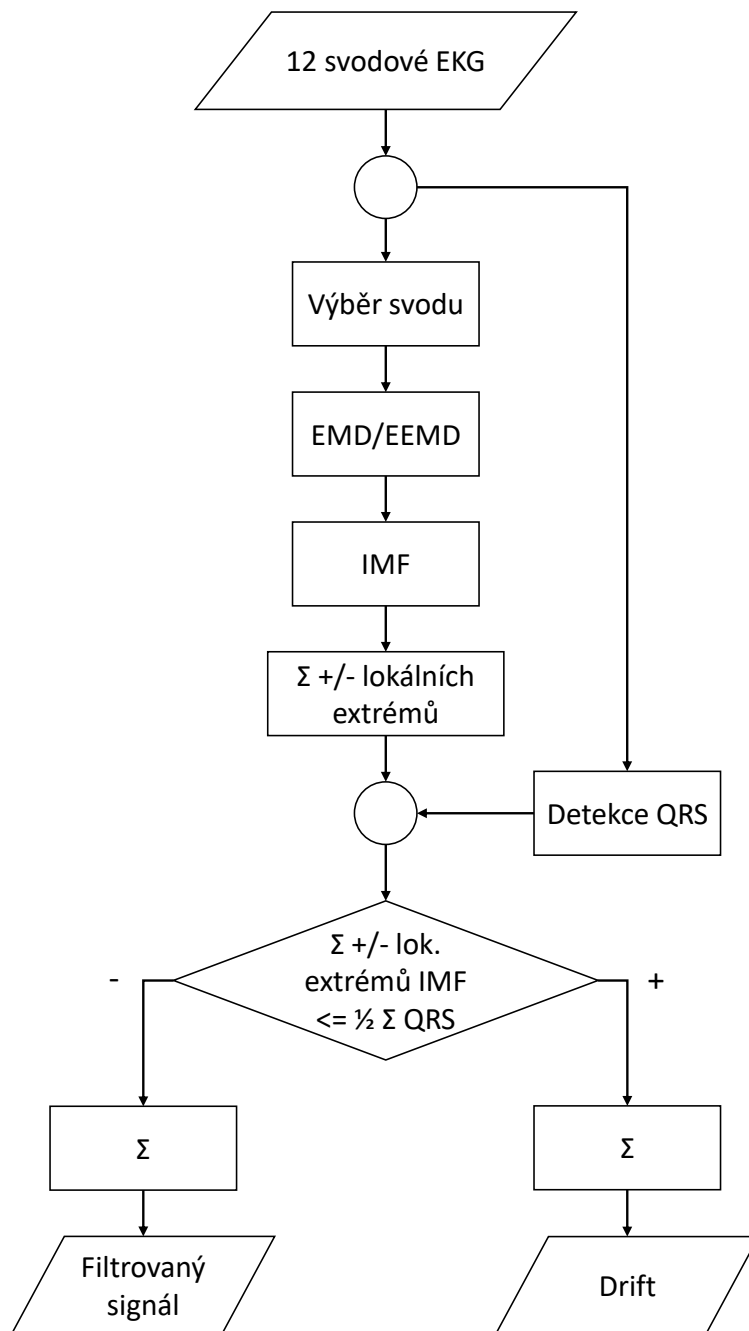 12 svodové EKG
Výběr svodu
EMD/EEMD
IMF
Σ +/- lokálních
extrémů
Detekce QRS
Σ +/- lok.
extrémů IMF
<= ½ Σ QRS
-
+
Σ
Σ
Filtrovaný
signál
Drift